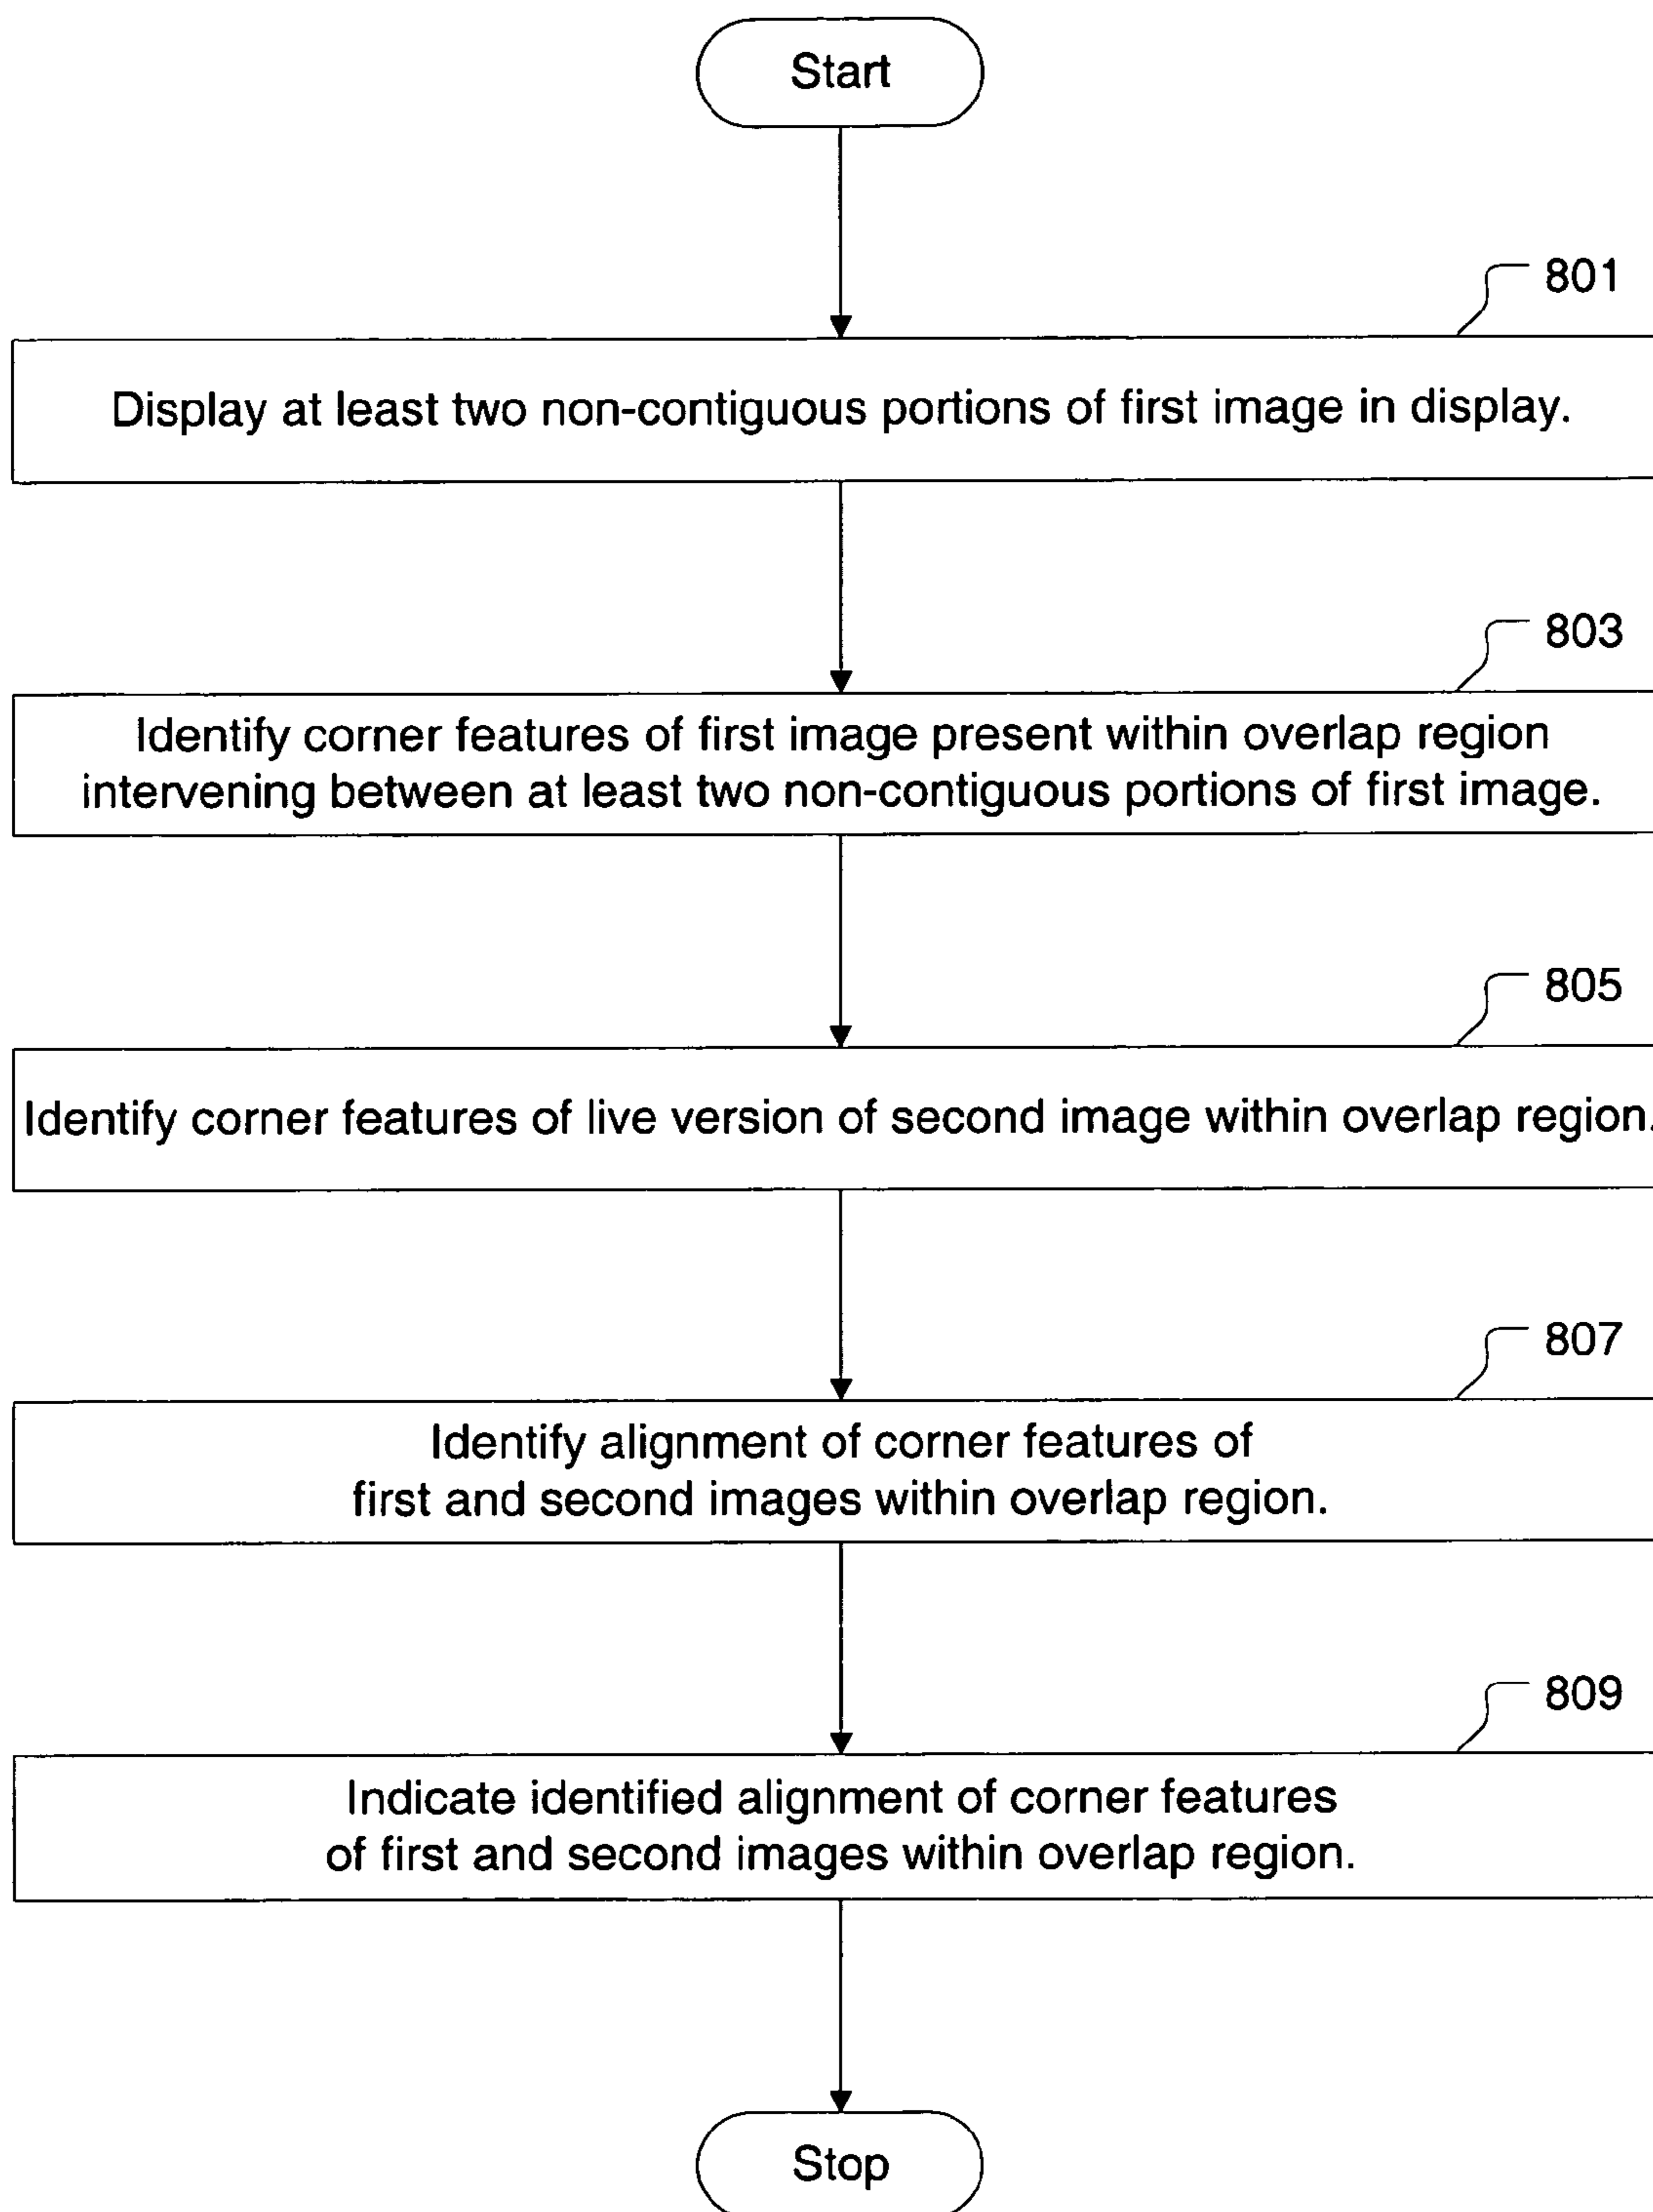 Start
801
Display at least two non-contiguous portions of first image in display.
803
Identify corner features of first image present within overlap region
intervening between at least two non-contiguous portions of first image.
805
Identify corner features of live version of second image within overlap region.
807
Identify alignment of corner features of
first and second images within overlap region.
809
Indicate identified alignment of corner features
of first and second images within overlap region.
Stop